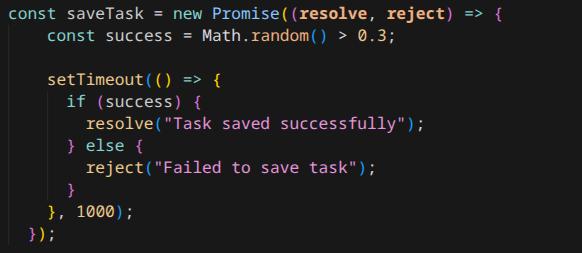 const saveTask = new Promise((resolve, reject) => {
    const success = Math.random() > 0.3;

    setTimeout(() => {
      if (success) {
        resolve("Task saved successfully");
      } else {
        reject("Failed to save task");
      }
    }, 1000);
  });